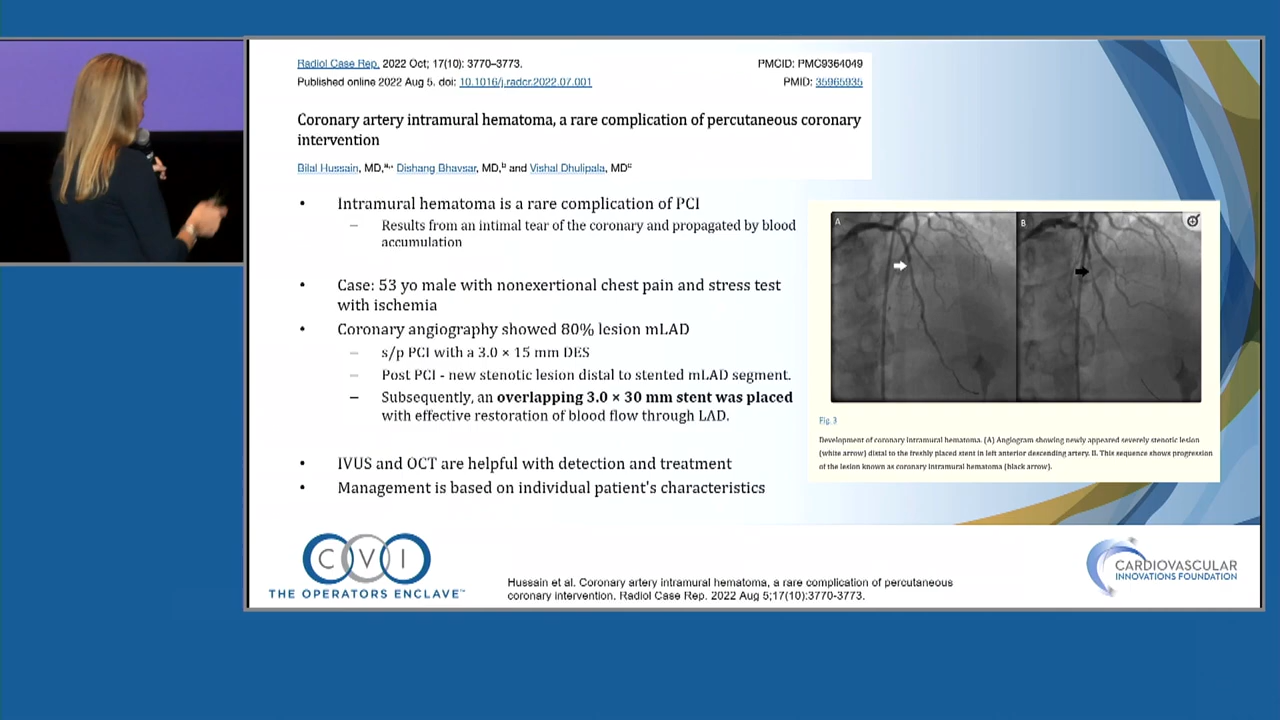 Radiol Case Rep. 2022 Oct; 17(10): 3770–3773.
PMCID: PMC9364049
Published online 2022 Aug 5. doi: 10.1016/j.radcr.2022.07.001
PMID: 35965935
Coronary artery intramural hematoma, a rare complication of percutaneous coronary
intervention
Bilal Hussain, MD,a,* Dishang Bhavsar, MD,b and Vishal Dhulipala, MDc
• Intramural hematoma is a rare complication of PCI
– Results from an intimal tear of the coronary and propagated by blood
accumulation
• Case: 53 yo male with nonexertional chest pain and stress test
with ischemia
• Coronary angiography showed 80% lesion mLAD
– s/p PCI with a 3.0 × 15 mm DES
– Post PCI - new stenotic lesion distal to stented mLAD segment.
– Subsequently, an overlapping 3.0 × 30 mm stent was placed
with effective restoration of blood flow through LAD.
• IVUS and OCT are helpful with detection and treatment
• Management is based on individual patient's characteristics
A
B
Fig. 3
Development of coronary intramural hematoma. (A) Angiogram showing newly appeared severely stenotic lesion
(white arrow) distal to the freshly placed stent in left anterior descending artery. B. This sequence shows progression
of the lesion known as coronary intramural hematoma (black arrow).
CVI
THE OPERATORS ENCLAVE™
Hussain et al. Coronary artery intramural hematoma, a rare complication of percutaneous
coronary intervention. Radiol Case Rep. 2022 Aug 5;17(10):3770-3773.
CARDIOVASCULAR
INNOVATIONS FOUNDATION